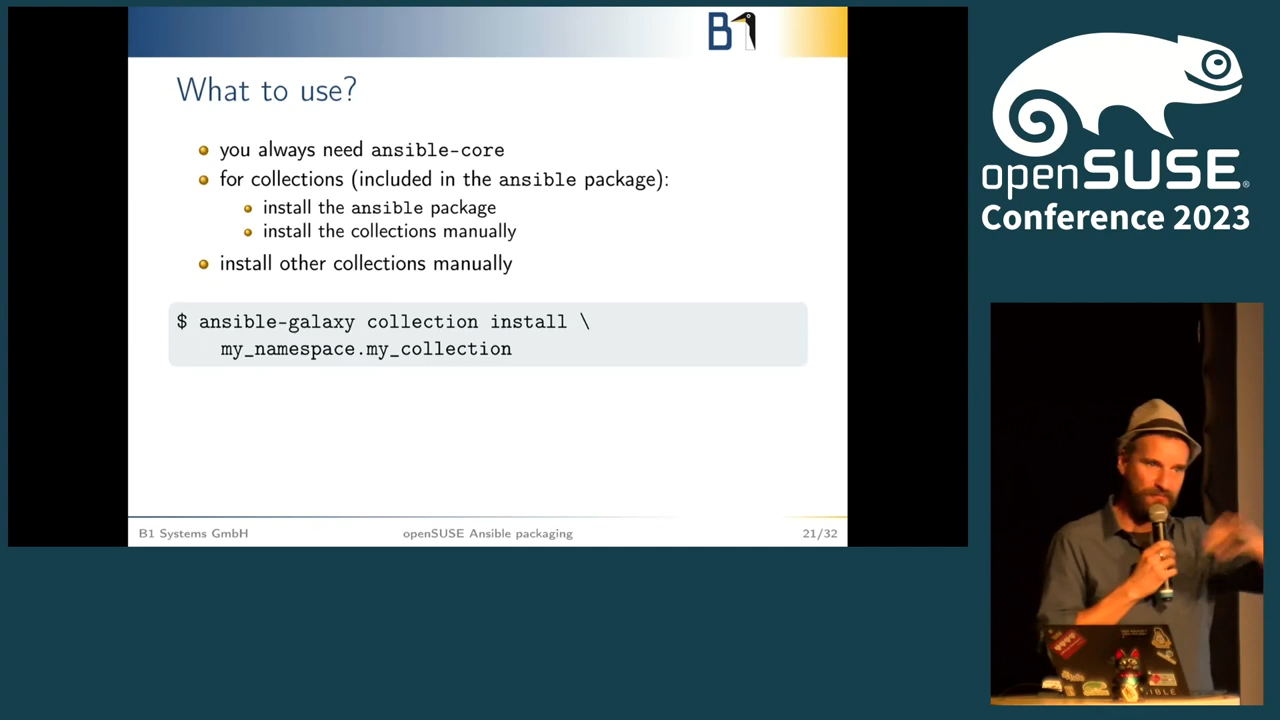 B1
What to use?
you always need ansible-core
for collections (included in the ansible package):
install the ansible package
install the collections manually
install other collections manually
$ ansible-galaxy collection install \
my_namespace.my_collection
B1 Systems GmbH
openSUSE Ansible packaging
21/32
openSUSE®
Conference 2023